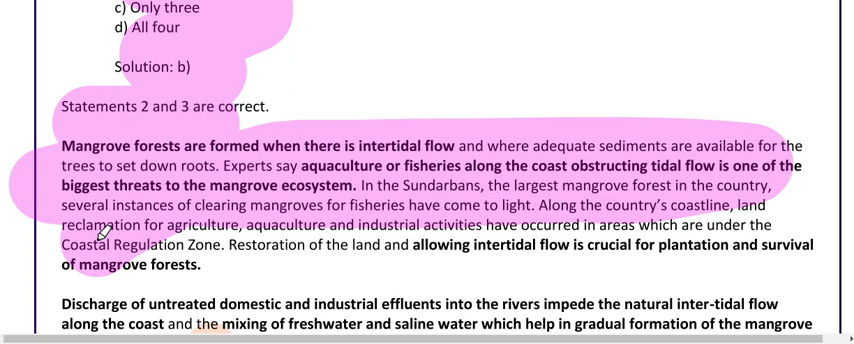 c) Only three
d) All four
Solution: b)
Statements 2 and 3 are correct.
Mangrove forests are formed when there is intertidal flow and where adequate sediments are available for the
trees to set down roots. Experts say aquaculture or fisheries along the coast obstructing tidal flow is one of the
biggest threats to the mangrove ecosystem. In the Sundarbans, the largest mangrove forest in the country,
several instances of clearing mangroves for fisheries have come to light. Along the country's coastline, land
reclamation for agriculture, aquaculture and industrial activities have occurred in areas which are under the
Coastal Regulation Zone. Restoration of the land and allowing intertidal flow is crucial for plantation and survival
of mangrove forests.
Discharge of untreated domestic and industrial effluents into the rivers impede the natural inter-tidal flow
along the coast and the mixing of freshwater and saline water which help in gradual formation of the mangrove